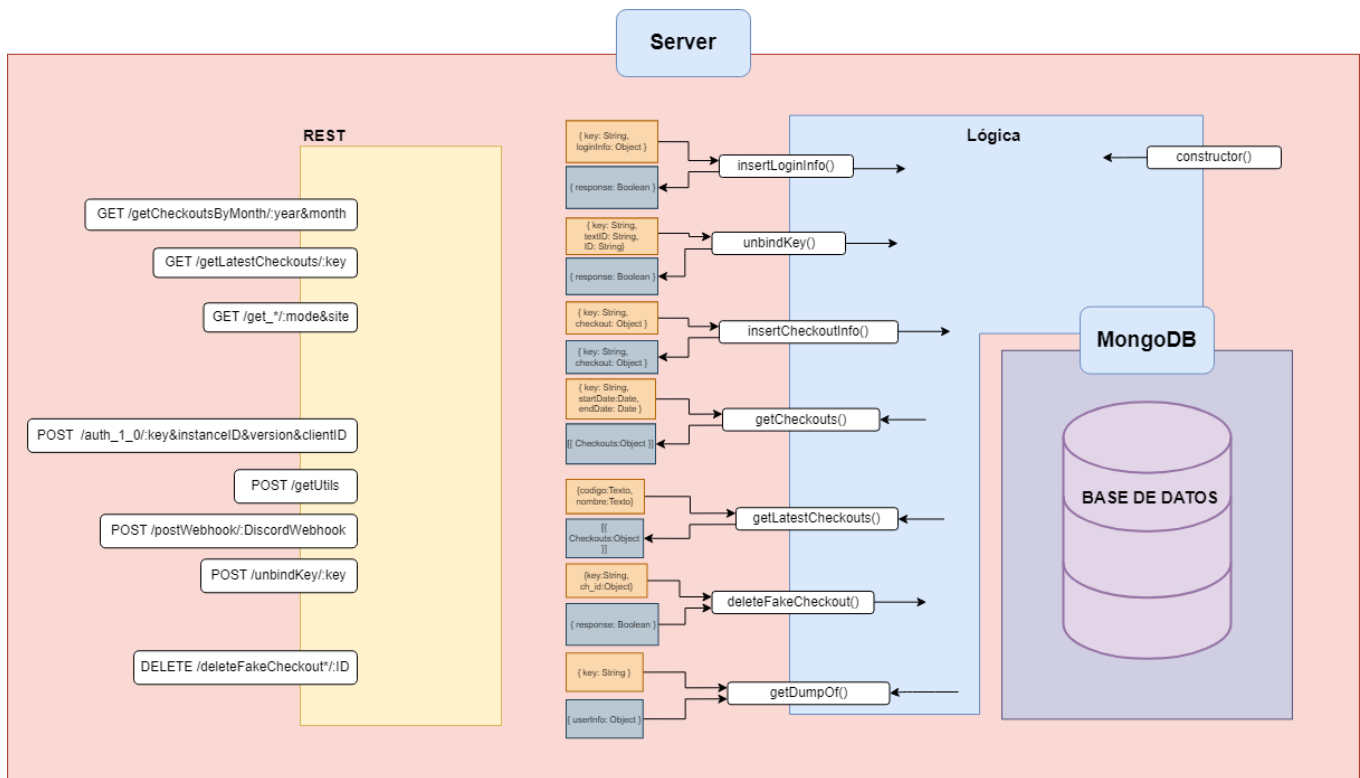 Server
REST
GET /getCheckoutsByMonth/:year&month
GET /getLatestCheckouts/:key
GET /get_*/:mode&site
POST  /auth_1_0/:key&instanceID&version&clientID
POST /getUtils
POST /postWebhook/:DiscordWebhook
POST /unbindKey/:key
DELETE /deleteFakeCheckout*/:ID
Lógica
constructor()
{ key: String,
loginInfo: Object }
insertLoginInfo()
{ response: Boolean }
{ key: String,
textID: String,
ID: String}
unbindKey()
{ response: Boolean }
{ key: String,
checkout: Object }
insertCheckoutInfo()
{ key: String,
checkout: Object }
{ key: String,
startDate:Date,
endDate: Date }
getCheckouts()
[{ Checkouts:Object }]
{codigo:Texto,
nombre:Texto}
getLatestCheckouts()
[{
Checkouts:Object
}]
{key:String,
ch_id:Object}
deleteFakeCheckout()
{ response: Boolean }
{ key: String }
getDumpOf()
{ userInfo: Object }
MongoDB
BASE DE DATOS